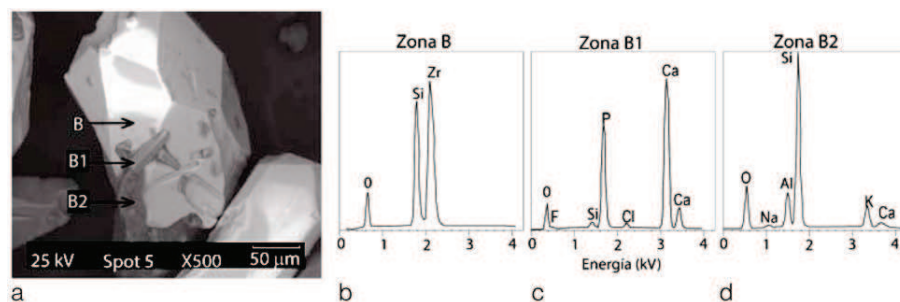 B
B1
B2
25 kV Spot 5 X500 50 µm
a
Zona B
Si
Zr
O
0 1 2 3 4
b
Zona B1
Ca
P
O
F
Si
Cl
Ca
0 1 2 3 4
Energía (kV)
c
Zona B2
Si
O
Na
Al
K
Ca
0 1 2 3 4
d